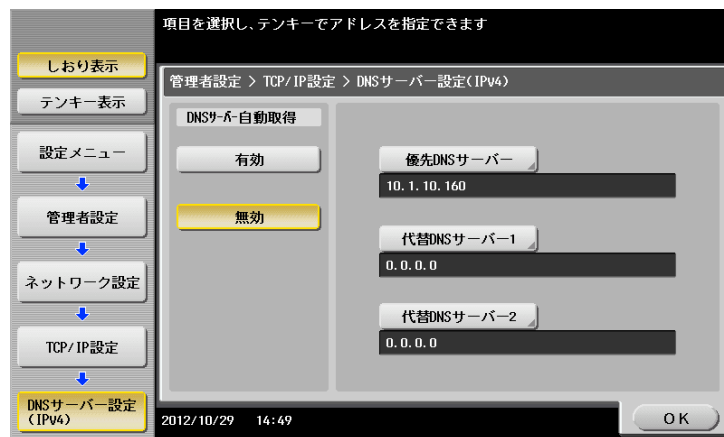 項目を選択し、テンキーでアドレスを指定できます
しおり表示
テンキー表示
設定メニュー
管理者設定
ネットワーク設定
TCP/IP設定
DNSサーバー設定
(IPv4)
管理者設定 > TCP/IP設定 > DNSサーバー設定(IPv4)
DNSサーバー自動取得
有効
無効
優先DNSサーバー
10.1.10.160
代替DNSサーバー1
0.0.0.0
代替DNSサーバー2
0.0.0.0
2012/10/29 14:49
OK